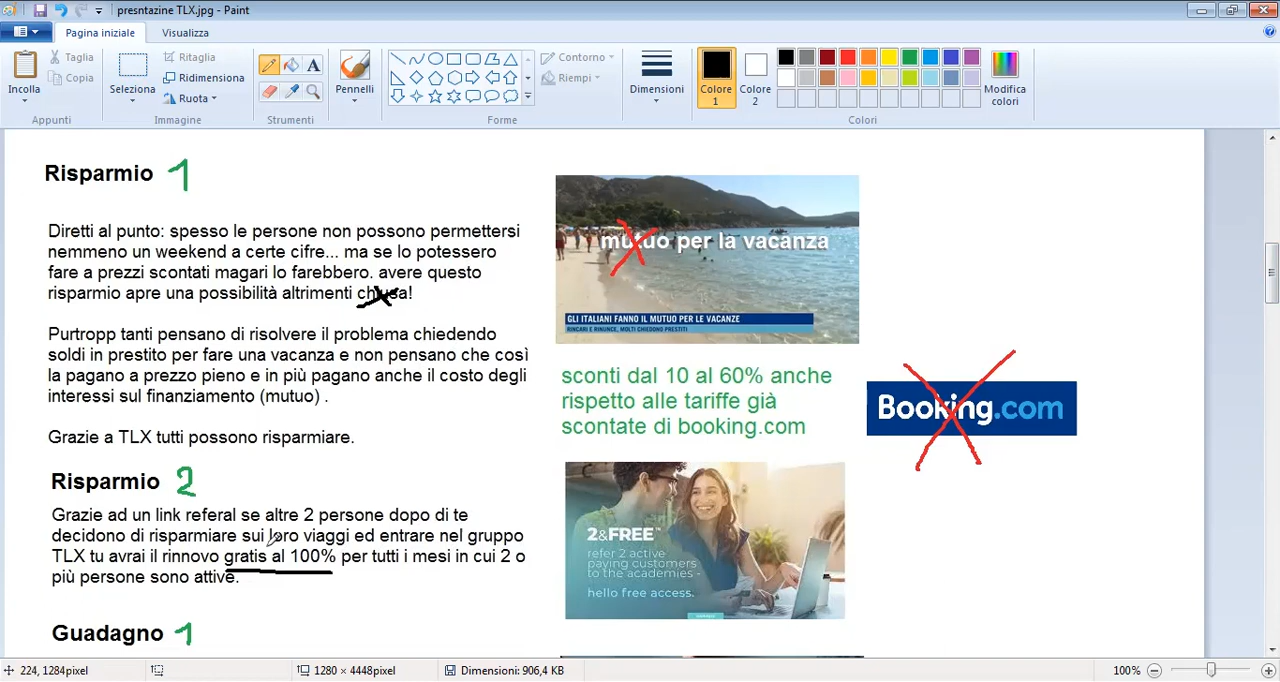 presntazine TLX.jpg - Paint
Pagina iniziale
Visualizza
Incolla
Taglia
Copia
Appunti
Seleziona
Ritaglia
Ridimensiona
Ruota
Immagine
A
Strumenti
Pennelli
Contorno
Riempi
Forme
Dimensioni
Colore
1
Colore
2
Modifica
colori
Colori
Risparmio 1
Diretti al punto: spesso le persone non possono permettersi
nemmeno un weekend a certe cifre... ma se lo potessero
fare a prezzi scontati magari lo farebbero. avere questo
risparmio apre una possibilità altrimenti chiusa!
Purtropp tanti pensano di risolvere il problema chiedendo
soldi in prestito per fare una vacanza e non pensano che così
la pagano a prezzo pieno e in più pagano anche il costo degli
interessi sul finanziamento (mutuo) .
Grazie a TLX tutti possono risparmiare.
mutuo per la vacanza
GLI ITALIANI FANNO IL MUTUO PER LE VACANZE
RINCARI E RINUNCE, MOLTI CHIEDONO PRESTITI
sconti dal 10 al 60% anche
rispetto alle tariffe già
scontate di booking.com
Booking.com
Risparmio 2
Grazie ad un link referal se altre 2 persone dopo di te
decidono di risparmiare sui loro viaggi ed entrare nel gruppo
TLX tu avrai il rinnovo gratis al 100% per tutti i mesi in cui 2 o
più persone sono attive.
2&FREE™
refer 2 active
paying customers
to the academies -
hello free access.
Guadagno 1
224, 1284pixel
1280 × 4448pixel
Dimensioni: 906,4 KB
100%